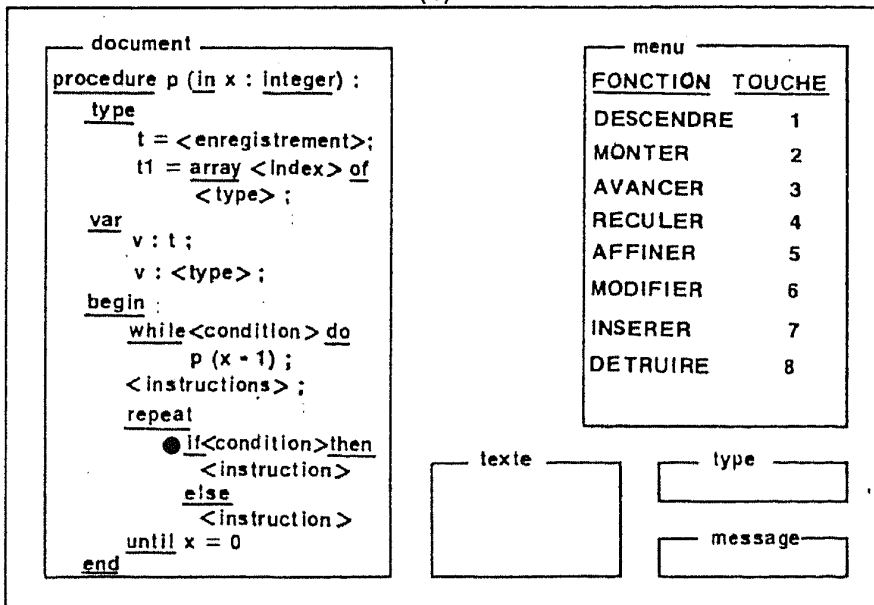 document
procedure p (in x : integer) :
type
t = <enregistrement>;
t1 = array <index> of
<type> ;
var
v : t ;
v : <type> ;
begin
while<condition> do
p (x - 1) ;
<instructions> ;
repeat
if<condition>then
<instruction>
else
<instruction>
until x = 0
end
menu
FONCTION TOUCHE
DESCENDRE 1
MONTER 2
AVANCER 3
RECULER 4
AFFINER 5
MODIFIER 6
INSERER 7
DETRUIRE 8
texte
type
message